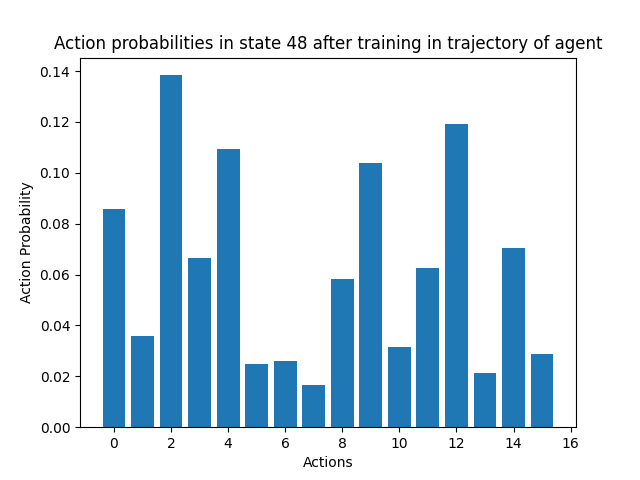 Action probabilities in state 48 after training in trajectory of agent
0.14
0.12
0.10
0.08
0.06
0.04
0.02
0.00
Action Probability
0 2 4 6 8 10 12 14 16
Actions